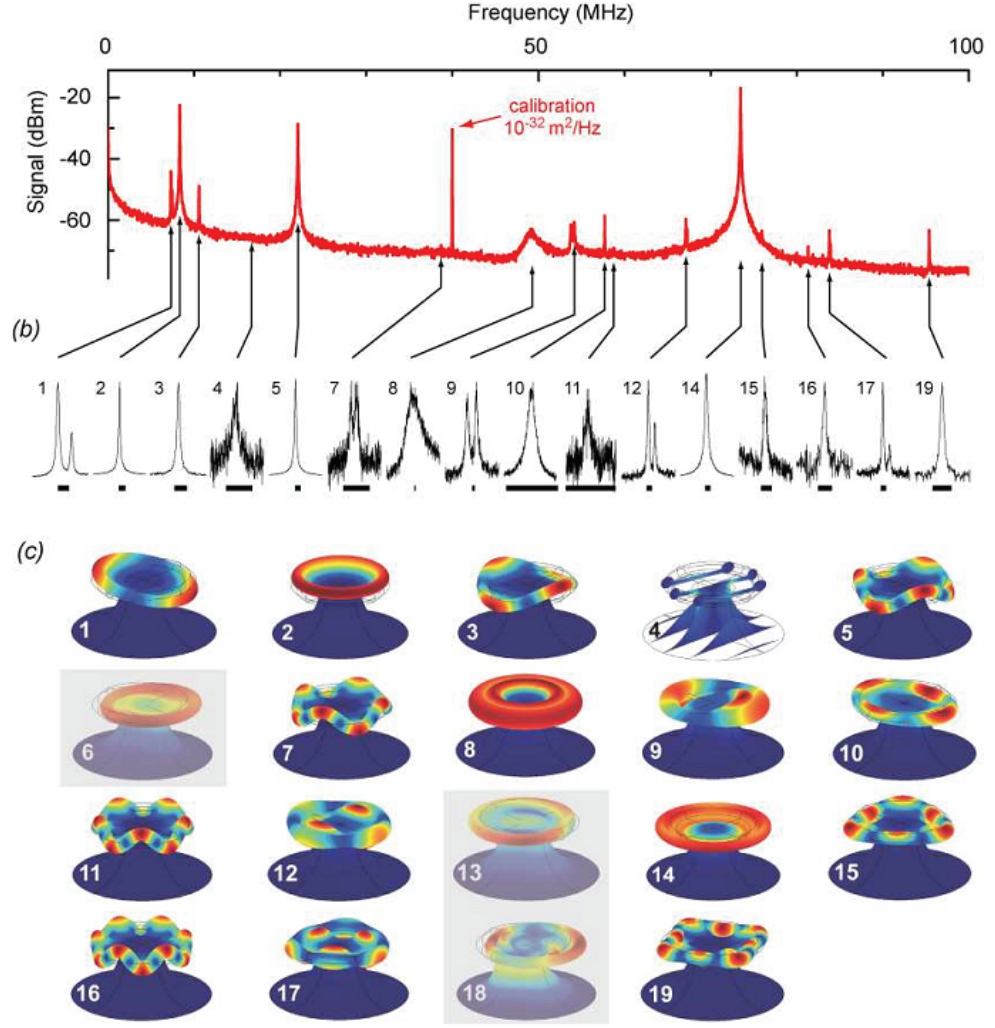 Frequency (MHz)
0 50 100
Signal (dBm)
-20
-40
-60
calibration
10⁻³² m²/Hz
(b)
1 2 3 4 5 7 8 9 10 11 12 14 15 16 17 19
(c)
1 2 3 4 5
6 7 8 9 10
11 12 13 14 15
16 17 18 19